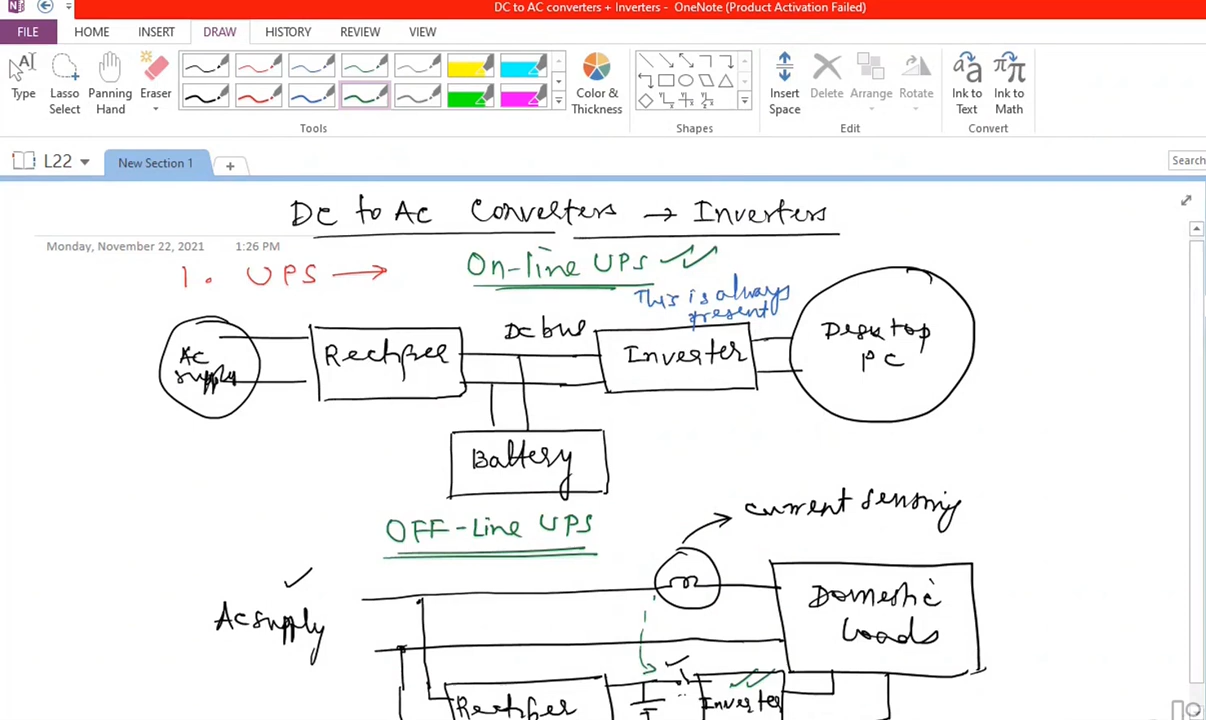 DC to AC converters + Inverters - OneNote (Product Activation Failed)
FILE HOME INSERT DRAW HISTORY REVIEW VIEW
Type Lasso Select Panning Hand Eraser Color & Thickness Insert Space Delete Arrange Rotate Ink to Text Ink to Math
Tools Shapes Edit Convert
L22 New Section 1 + Search
DC to AC Converters → Inverters
Monday, November 22, 2021 1:26 PM
1. UPS → On-line UPS
This is always present
AC supply
Rectifier
DC bus
Inverter
Desktop PC
Battery
OFF-Line UPS
current sensing
AC supply
Domestic Loads
Rectifier
Inverter